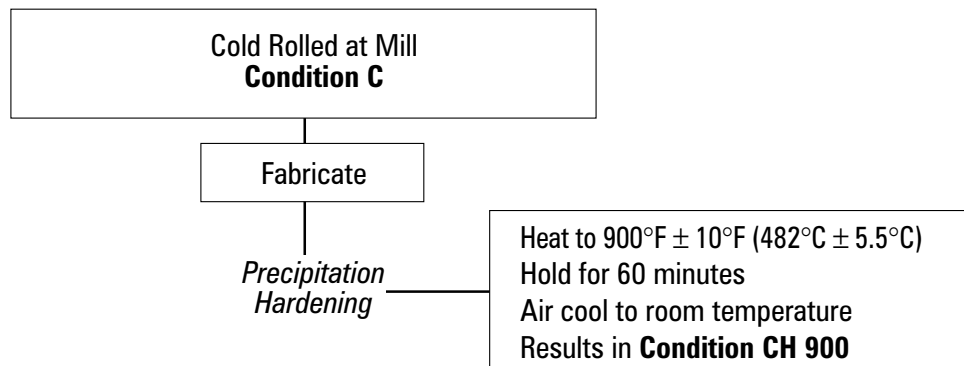 Cold Rolled at Mill
Condition C
Fabricate
Precipitation
Hardening
Heat to 900°F ± 10°F (482°C ± 5.5°C)
Hold for 60 minutes
Air cool to room temperature
Results in Condition CH 900